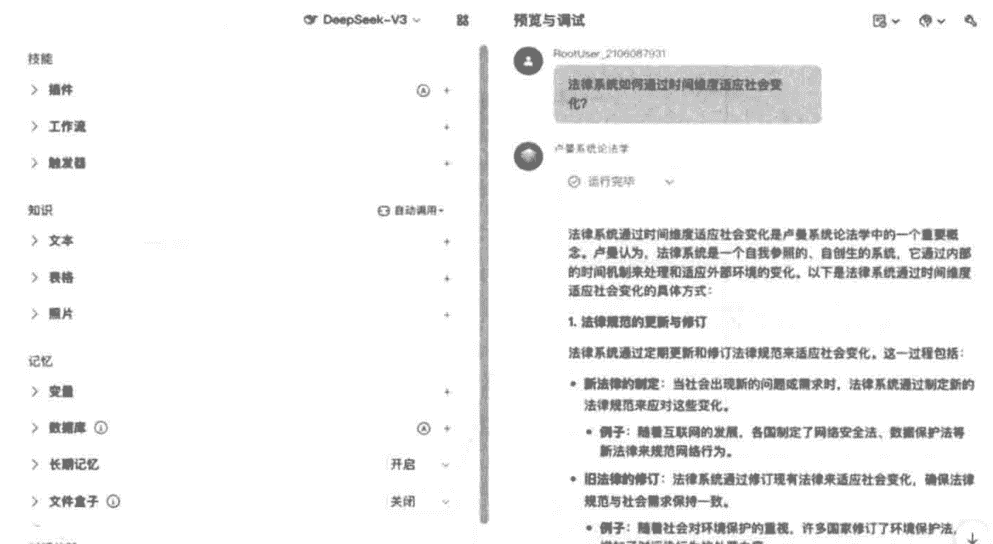 DeepSeek-V3
技能
插件
工作流
触发器
知识
自动调用
文本
表格
照片
记忆
变量
数据库
长期记忆
开启
文件盒子
关闭
预览与调试
RootUser_2106087931
法律系统如何通过时间维度适应社会变
化?
卢曼系统论法学
运行完毕
法律系统通过时间维度适应社会变化是卢曼系统论法学中的一个重要概
念。卢曼认为，法律系统是一个自我参照的、自创生的系统，它通过内部
的时间机制来处理和适应外部环境的变化。以下是法律系统通过时间维度
适应社会变化的具体方式：
1. 法律规范的更新与修订
法律系统通过定期更新和修订法律规范来适应社会变化。这一过程包括：
• 新法律的制定：当社会出现新的问题或需求时，法律系统通过制定新的
法律规范来应对这些变化。
• 例子：随着互联网的发展，各国制定了网络安全法、数据保护法等
新法律来规范网络行为。
• 旧法律的修订：法律系统通过修订现有法律来适应社会变化，确保法律
规范与社会需求保持一致。
• 例子：随着社会对环境保护的重视，许多国家修订了环境保护法，